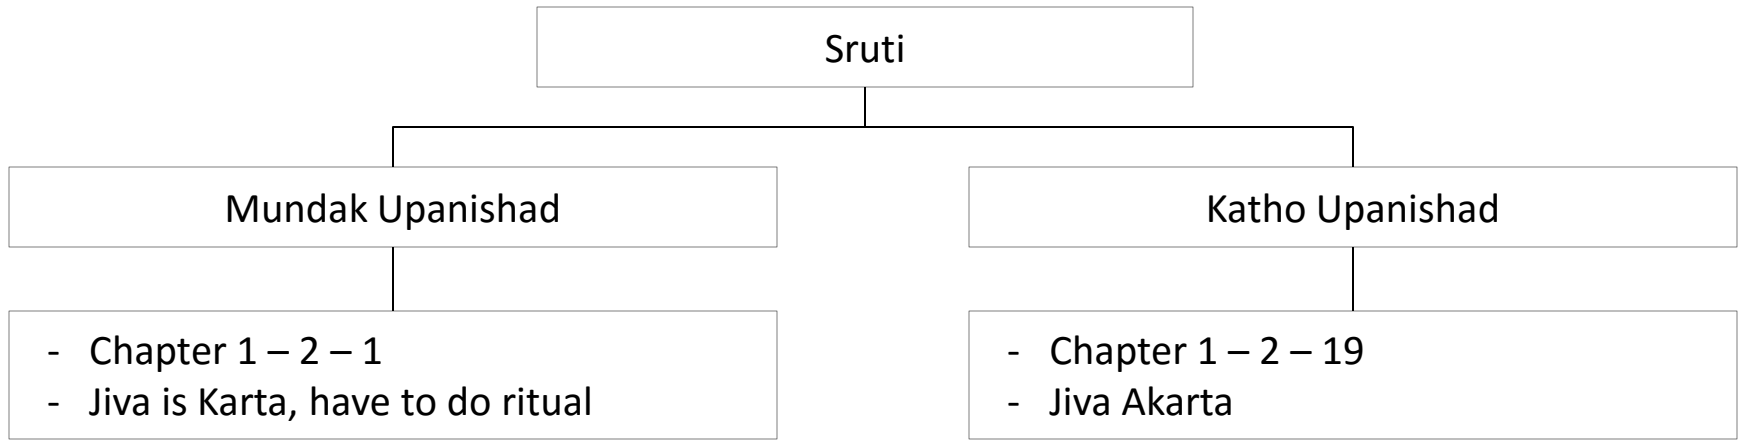 Sruti
Mundak Upanishad
Katho Upanishad
- Chapter 1 – 2 – 1
- Jiva is Karta, have to do ritual
- Chapter 1 – 2 – 19
- Jiva Akarta